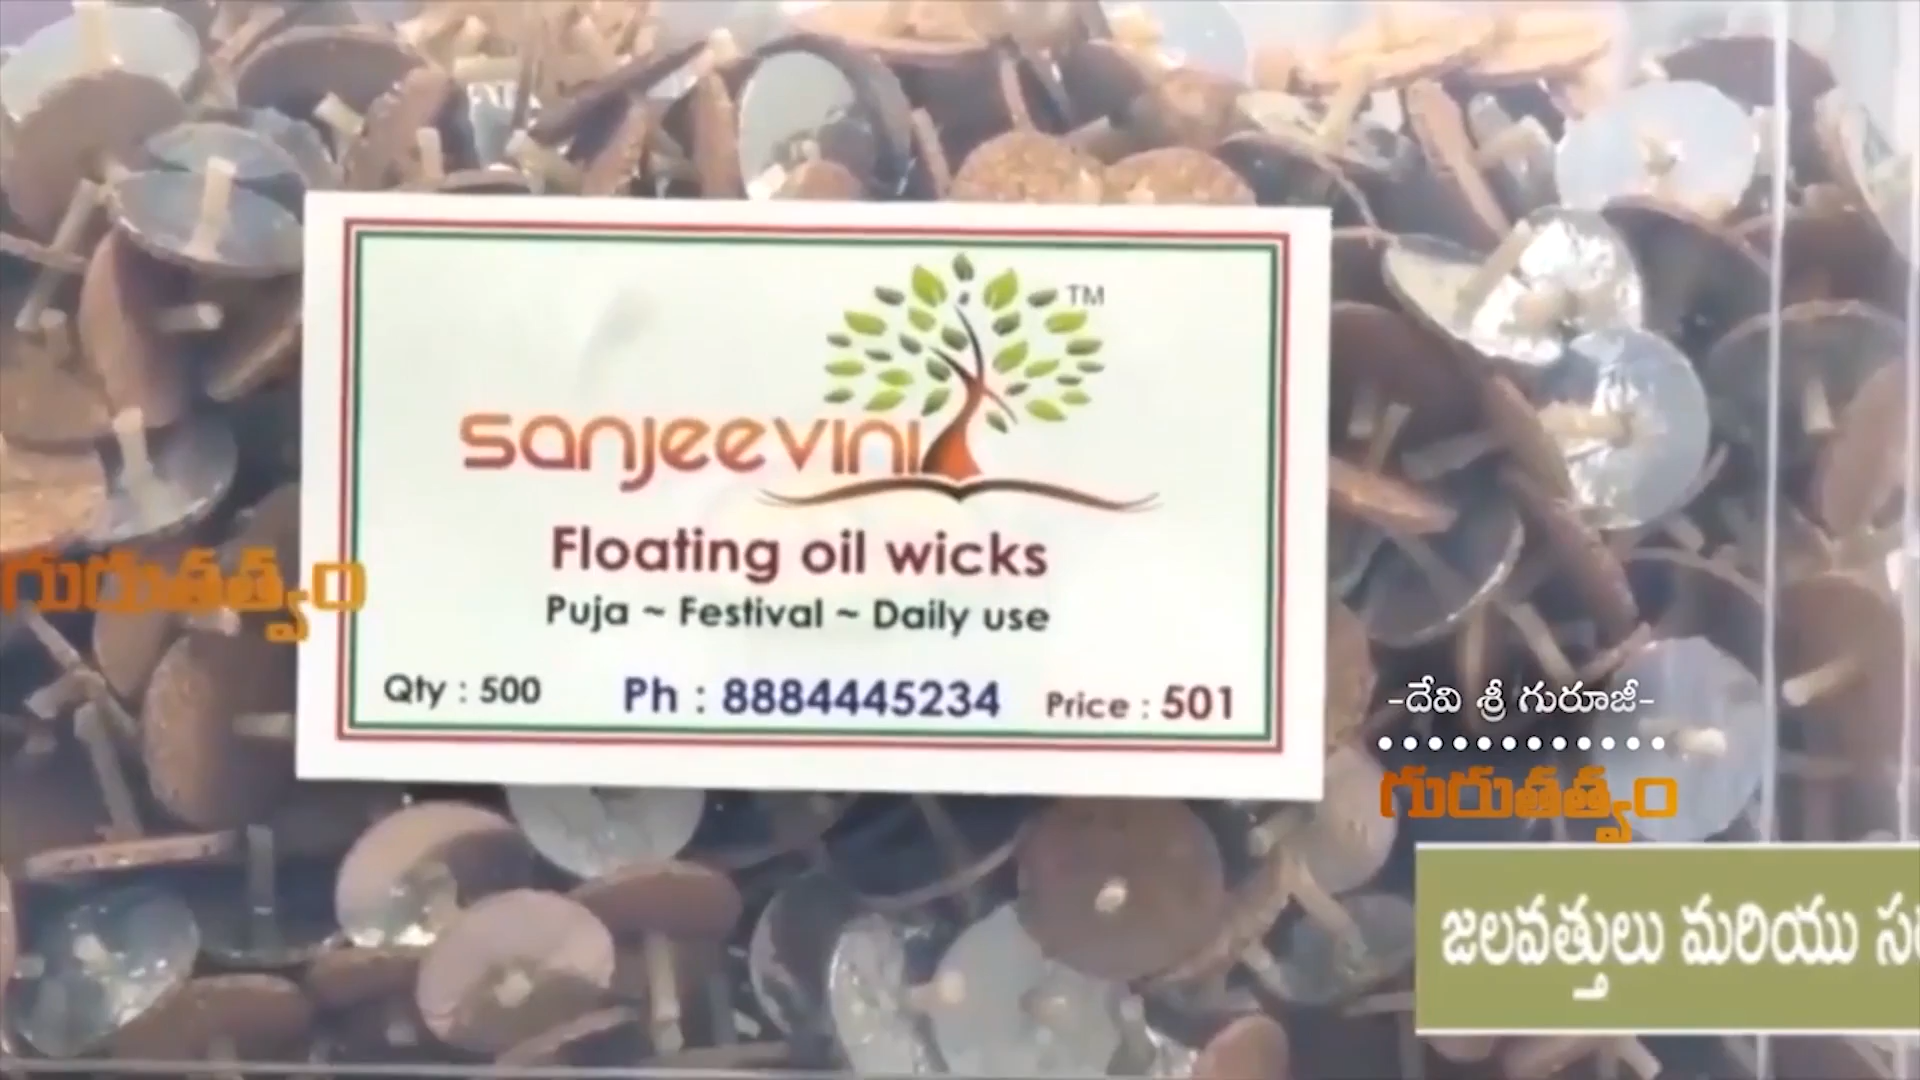 TM
sanjeevini
Floating oil wicks
Puja ~ Festival ~ Daily use
Qty : 500 Ph : 8884445234 Price : 501
గురుతత్వం
-దేవి శ్రీ గురూజీ-
గురుతత్వం
జలవత్తులు మరియు